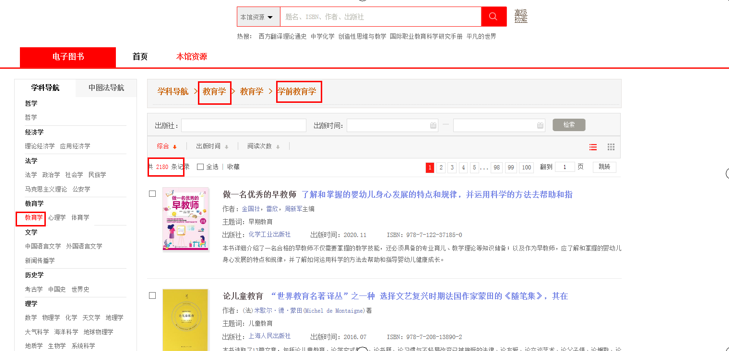 本馆资源 题名、ISBN、作者、出版社 高级检索
热搜： 西方翻译理论通史 中学化学 创造性思维与教学 国际职业教育科学研究手册 平凡的世界
电子图书 首页 本馆资源
学科导航 中图法导航
哲学
哲学
经济学
理论经济学 应用经济学
法学
法学 政治学 社会学 民族学
马克思主义理论 公安学
教育学
教育学 心理学 体育学
文学
中国语言文学 外国语言文学
新闻传播学
历史学
考古学 中国史 世界史
理学
数学 物理学 化学 天文学 地理学
大气科学 海洋科学 地球物理学
地质学 生物学 系统科学
学科导航 > 教育学 > 教育学 > 学前教育学
出版社： 出版时间： — 检索
综合 出版时间 阅读次数
共 2180 条记录 全选 | 收藏 1 2 3 4 5 ... 98 99 100 翻到 1 页 跳转
做一名优秀的早教师 了解和掌握的婴幼儿身心发展的特点和规律，并运用科学的方法去帮助和指
作者：金国壮，霍欣，周丽军主编
主题词：早期教育
出版社：化学工业出版社 出版时间：2020.11 ISBN：978-7-122-37185-0
本书详细介绍了一名合格的早教师不仅需要掌握的教学技能，还必须具备的专业育儿、教学理论等知识储备；以及作为早教师，应了解和掌握的婴幼儿
身心发展的特点和规律，并了解如何运用科学的方法去帮助和指导婴幼儿健康成长。
论儿童教育 “世界教育名著译丛”之一种 选择文艺复兴时期法国作家蒙田的《随笔集》，其在
作者：(法)米歇尔·德·蒙田(Michel de Montaigne)著
主题词：儿童教育
出版社：上海人民出版社 出版时间：2016.07 ISBN：978-7-208-13890-2